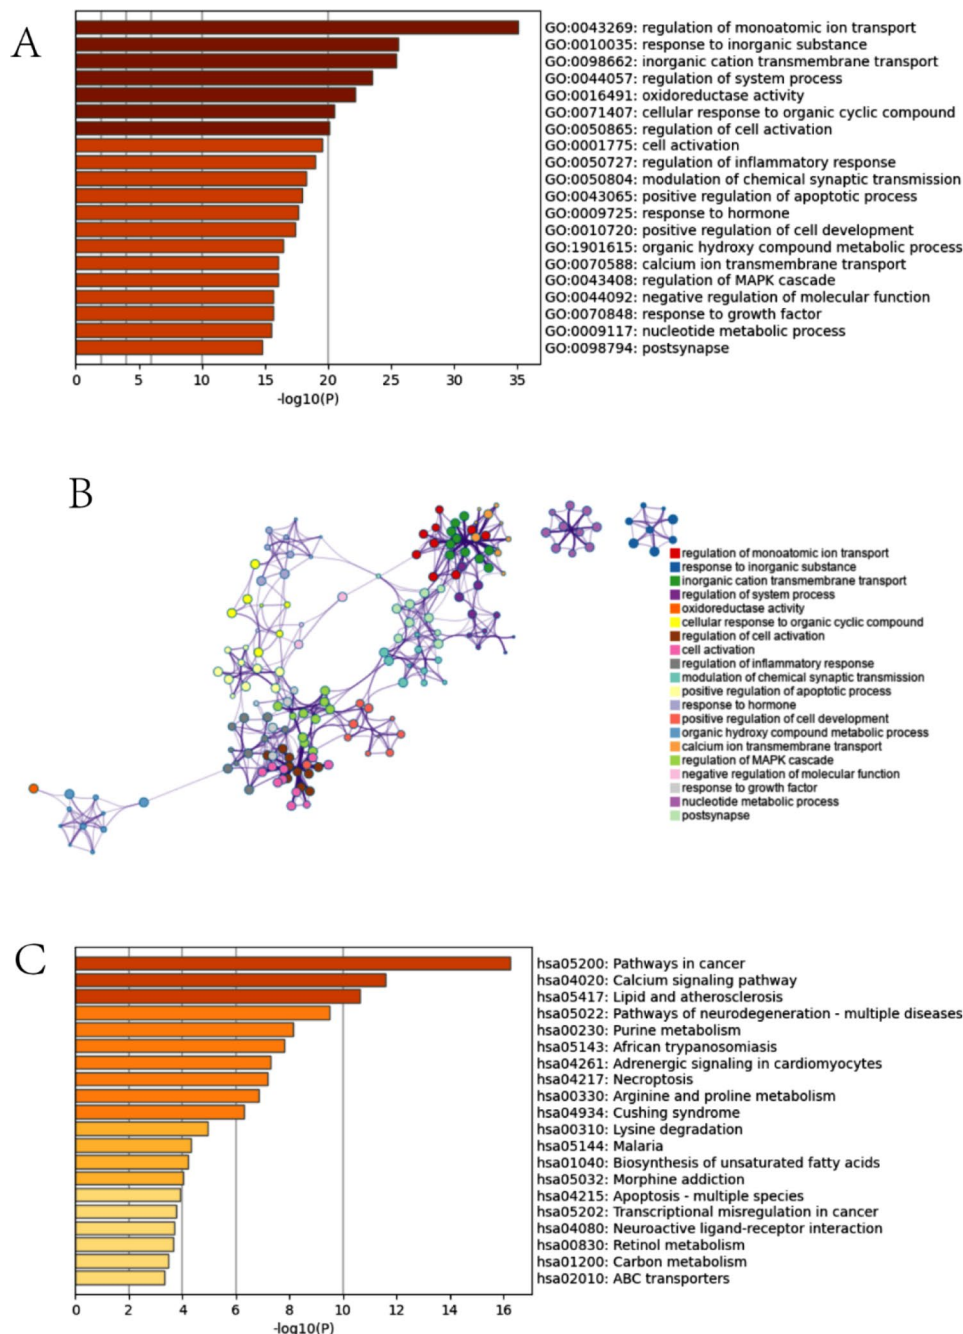 A
GO:0043269: regulation of monoatomic ion transport
GO:0010035: response to inorganic substance
GO:0098662: inorganic cation transmembrane transport
GO:0044057: regulation of system process
GO:0016491: oxidoreductase activity
GO:0071407: cellular response to organic cyclic compound
GO:0050865: regulation of cell activation
GO:0001775: cell activation
GO:0050727: regulation of inflammatory response
GO:0050804: modulation of chemical synaptic transmission
GO:0043065: positive regulation of apoptotic process
GO:0009725: response to hormone
GO:0010720: positive regulation of cell development
GO:1901615: organic hydroxy compound metabolic process
GO:0070588: calcium ion transmembrane transport
GO:0043408: regulation of MAPK cascade
GO:0044092: negative regulation of molecular function
GO:0070848: response to growth factor
GO:0009117: nucleotide metabolic process
GO:0098794: postsynapse
0 5 10 15 20 25 30 35
-log10(P)
B
regulation of monoatomic ion transport
response to inorganic substance
inorganic cation transmembrane transport
regulation of system process
oxidoreductase activity
cellular response to organic cyclic compound
regulation of cell activation
cell activation
regulation of inflammatory response
modulation of chemical synaptic transmission
positive regulation of apoptotic process
response to hormone
positive regulation of cell development
organic hydroxy compound metabolic process
calcium ion transmembrane transport
regulation of MAPK cascade
negative regulation of molecular function
response to growth factor
nucleotide metabolic process
postsynapse
C
hsa05200: Pathways in cancer
hsa04020: Calcium signaling pathway
hsa05417: Lipid and atherosclerosis
hsa05022: Pathways of neurodegeneration - multiple diseases
hsa00230: Purine metabolism
hsa05143: African trypanosomiasis
hsa04261: Adrenergic signaling in cardiomyocytes
hsa04217: Necroptosis
hsa00330: Arginine and proline metabolism
hsa04934: Cushing syndrome
hsa00310: Lysine degradation
hsa05144: Malaria
hsa01040: Biosynthesis of unsaturated fatty acids
hsa05032: Morphine addiction
hsa04215: Apoptosis - multiple species
hsa05202: Transcriptional misregulation in cancer
hsa04080: Neuroactive ligand-receptor interaction
hsa00830: Retinol metabolism
hsa01200: Carbon metabolism
hsa02010: ABC transporters
0 2 4 6 8 10 12 14 16
-log10(P)